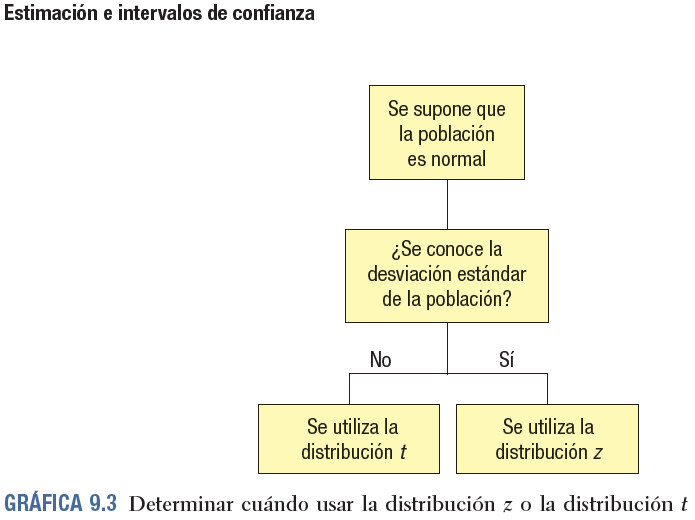 Estimación e intervalos de confianza
Se supone que
la población
es normal
¿Se conoce la
desviación estándar
de la población?
No
Sí
Se utiliza la
distribución t
Se utiliza la
distribución z
GRÁFICA 9.3 Determinar cuándo usar la distribución z o la distribución t